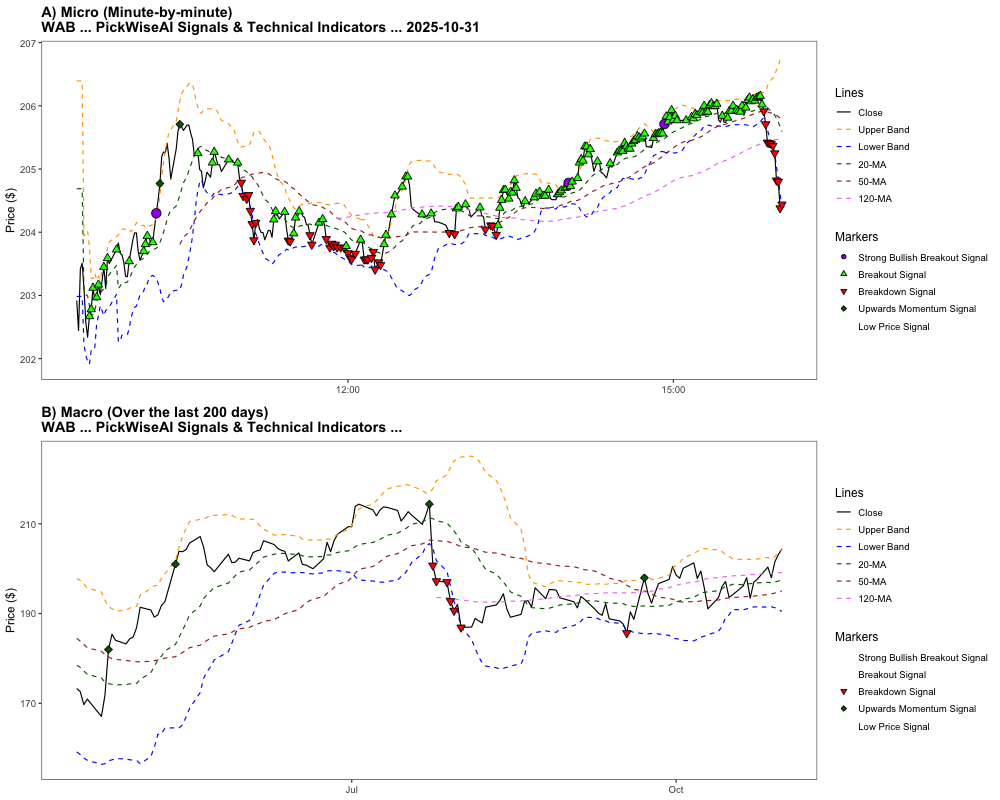 A) Micro (Minute-by-minute)
WAB ... PickWiseAI Signals & Technical Indicators ... 2025-10-31
207
206
205
204
203
202
Price ($)
12:00
15:00
Lines
Close
Upper Band
Lower Band
20-MA
50-MA
120-MA
Markers
Strong Bullish Breakout Signal
Breakout Signal
Breakdown Signal
Upwards Momentum Signal
Low Price Signal
B) Macro (Over the last 200 days)
WAB ... PickWiseAI Signals & Technical Indicators ...
210
190
170
Price ($)
Jul
Oct
Lines
Close
Upper Band
Lower Band
20-MA
50-MA
120-MA
Markers
Strong Bullish Breakout Signal
Breakout Signal
Breakdown Signal
Upwards Momentum Signal
Low Price Signal